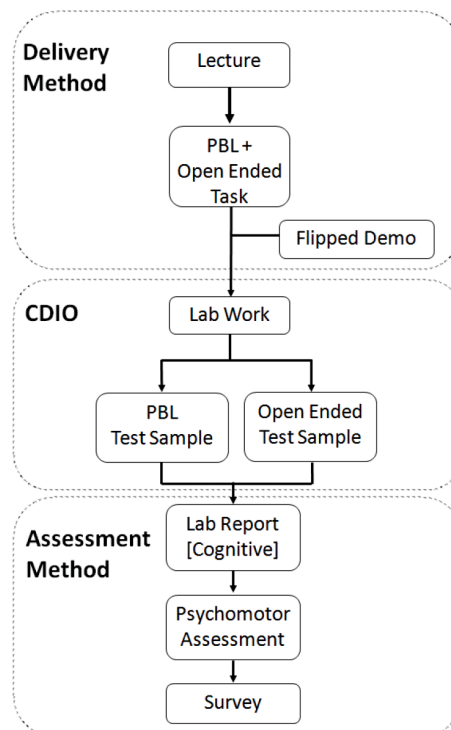 Delivery
Method
Lecture
PBL +
Open Ended
Task
Flipped Demo
CDIO
Lab Work
PBL
Test Sample
Open Ended
Test Sample
Assessment
Method
Lab Report
[Cognitive]
Psychomotor
Assessment
Survey